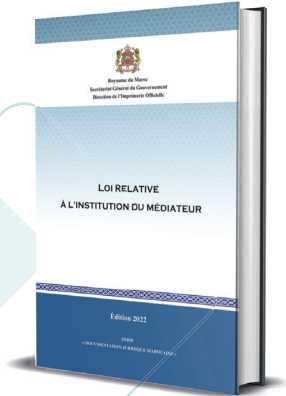 Royaume du Maroc
Secrétariat Général du Gouvernement
Direction de l'Imprimerie Officielle
LOI RELATIVE
À L'INSTITUTION DU MÉDIATEUR
Édition 2022
SÉRIE
« DOCUMENTATION JURIDIQUE MAROCAINE »